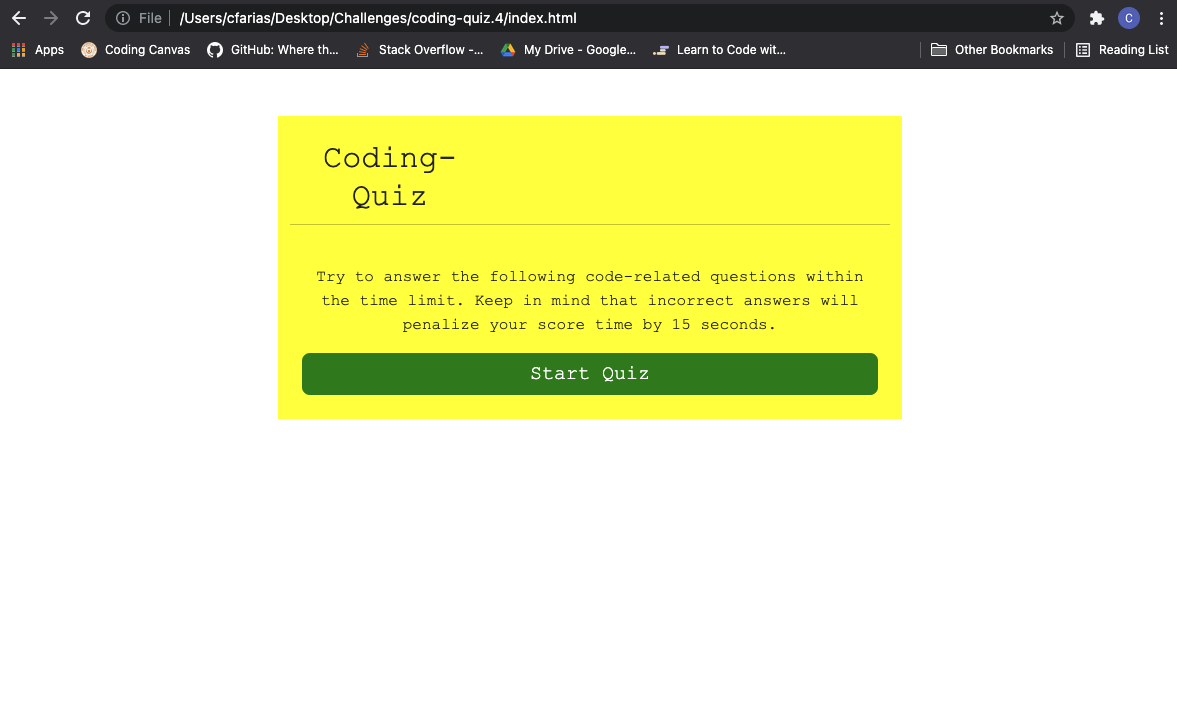 File /Users/cfarias/Desktop/Challenges/coding-quiz.4/index.html C
Apps Coding Canvas GitHub: Where th... Stack Overflow -... My Drive - Google... Learn to Code wit... Other Bookmarks Reading List
Coding-
Quiz
Try to answer the following code-related questions within
the time limit. Keep in mind that incorrect answers will
penalize your score time by 15 seconds.
Start Quiz